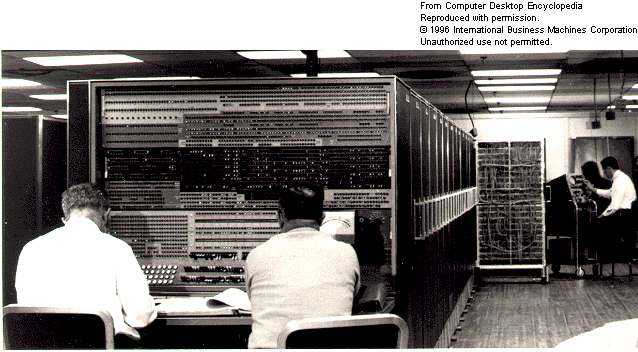 From Computer Desktop Encyclopedia
Reproduced with permission.
© 1996 International Business Machines Corporation
Unauthorized use not permitted.